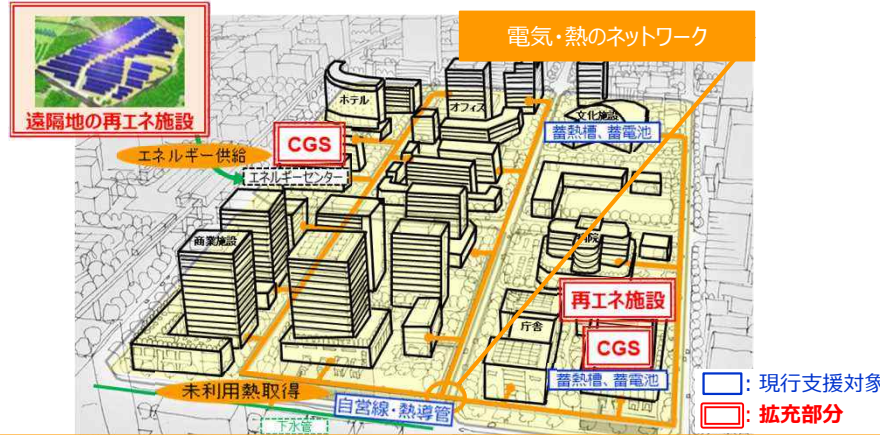 電気・熱のネットワーク
遠隔地の再エネ施設
ホテル
オフィス
文化施設
蓄熱槽、蓄電池
CGS
エネルギー供給
エネルギーセンター
商業施設
病院
再エネ施設
庁舎
CGS
蓄熱槽、蓄電池
未利用熱取得
自営線・熱導管
下水管
: 現行支援対象
: 拡充部分